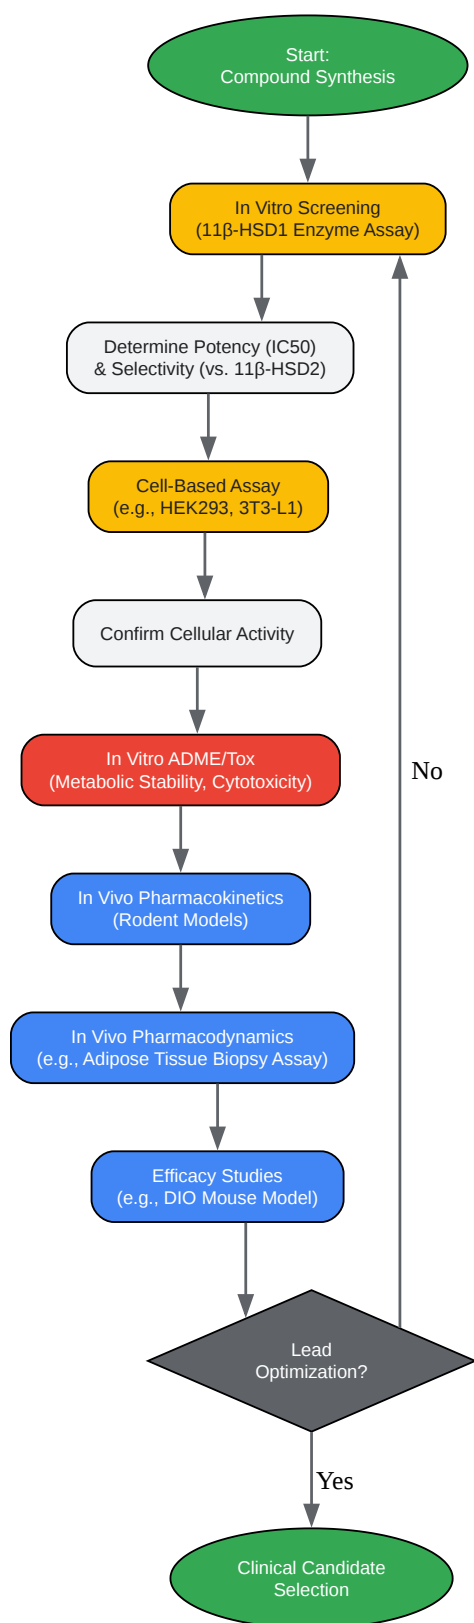 Start:
Compound Synthesis
In Vitro Screening
(11β-HSD1 Enzyme Assay)
Determine Potency (IC50)
& Selectivity (vs. 11β-HSD2)
Cell-Based Assay
(e.g., HEK293, 3T3-L1)
Confirm Cellular Activity
In Vitro ADME/Tox
(Metabolic Stability, Cytotoxicity)
No
In Vivo Pharmacokinetics
(Rodent Models)
In Vivo Pharmacodynamics
(e.g., Adipose Tissue Biopsy Assay)
Efficacy Studies
(e.g., DIO Mouse Model)
Lead
Optimization?
Yes
Clinical Candidate
Selection